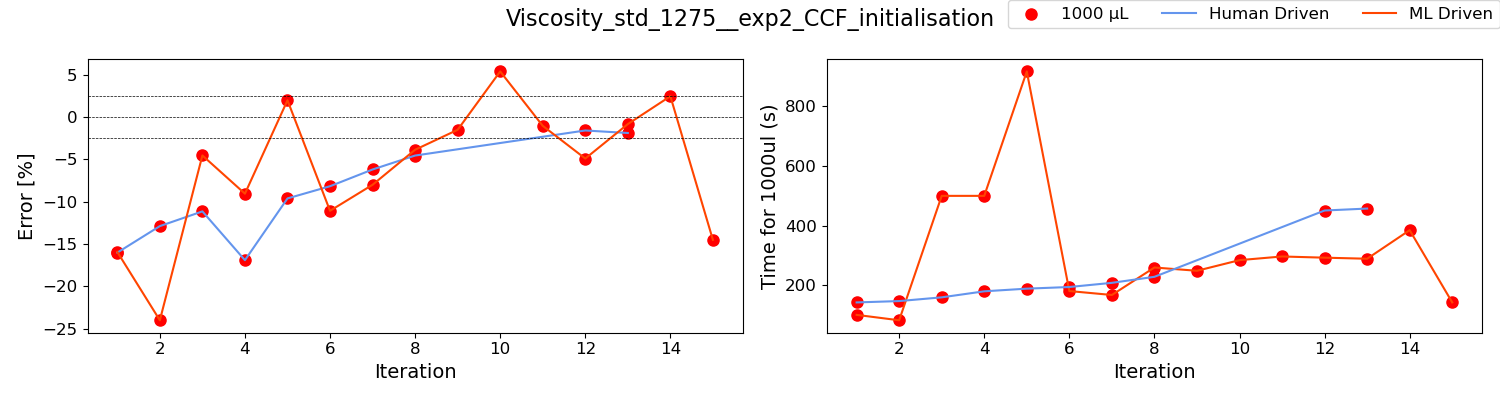 Viscosity_std_1275__exp2_CCF_initialisation
1000 μL
Human Driven
ML Driven
Error [%]
5
0
−5
−10
−15
−20
−25
2 4 6 8 10 12 14
Iteration
Time for 1000ul (s)
800
600
400
200
2 4 6 8 10 12 14
Iteration